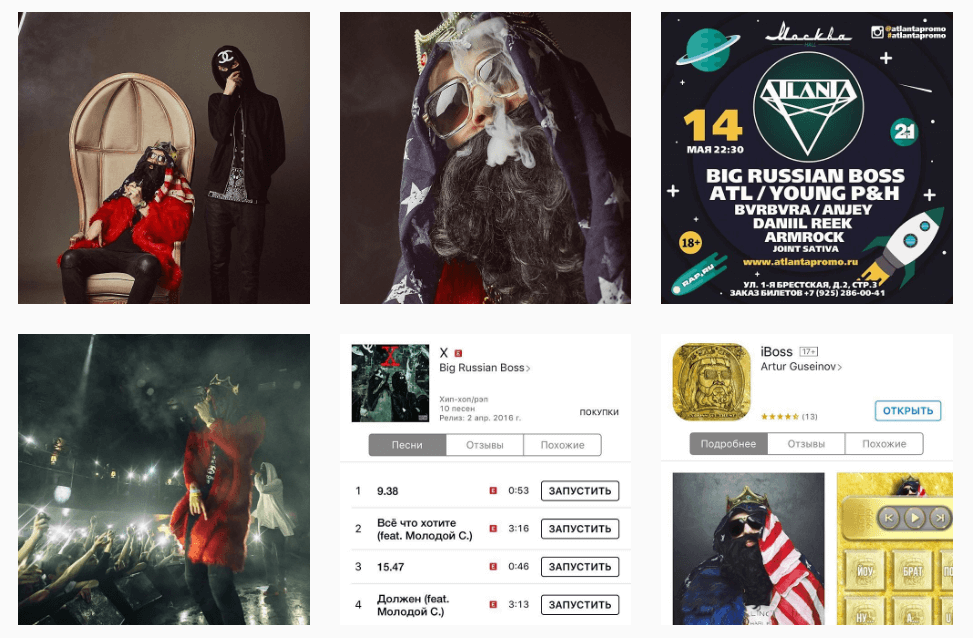 Москва
HALL
@atlantapromo
#atlantapromo
ATLANTA
14
МАЯ 22:30
21
BIG RUSSIAN BOSS
ATL / YOUNG P&H
BVRBVRA / ANJEY
DANIIL REEK
ARMROCK
JOINT SATIVA
18+
www.atlantapromo.ru
RAP.RU
УЛ. 1-Я БРЕСТСКАЯ, Д.2, СТР.3
ЗАКАЗ БИЛЕТОВ +7 (925) 286-00-41
X
X E
Big Russian Boss
Хип-хоп/рэп
10 песен
Релиз: 2 апр. 2016 г.
ПОКУПКИ
Песни Отзывы Похожие
1 9.38 E 0:53 ЗАПУСТИТЬ
2 Всё что хотите
(feat. Молодой С.) E 3:16 ЗАПУСТИТЬ
3 15.47 E 0:46 ЗАПУСТИТЬ
4 Должен (feat.
Молодой С.) E 3:13 ЗАПУСТИТЬ
iBoss 17+
Artur Guseinov
(13)
ОТКРЫТЬ
Подробнее Отзывы Похожие
ЙОУ БРАТ
НУ... А...